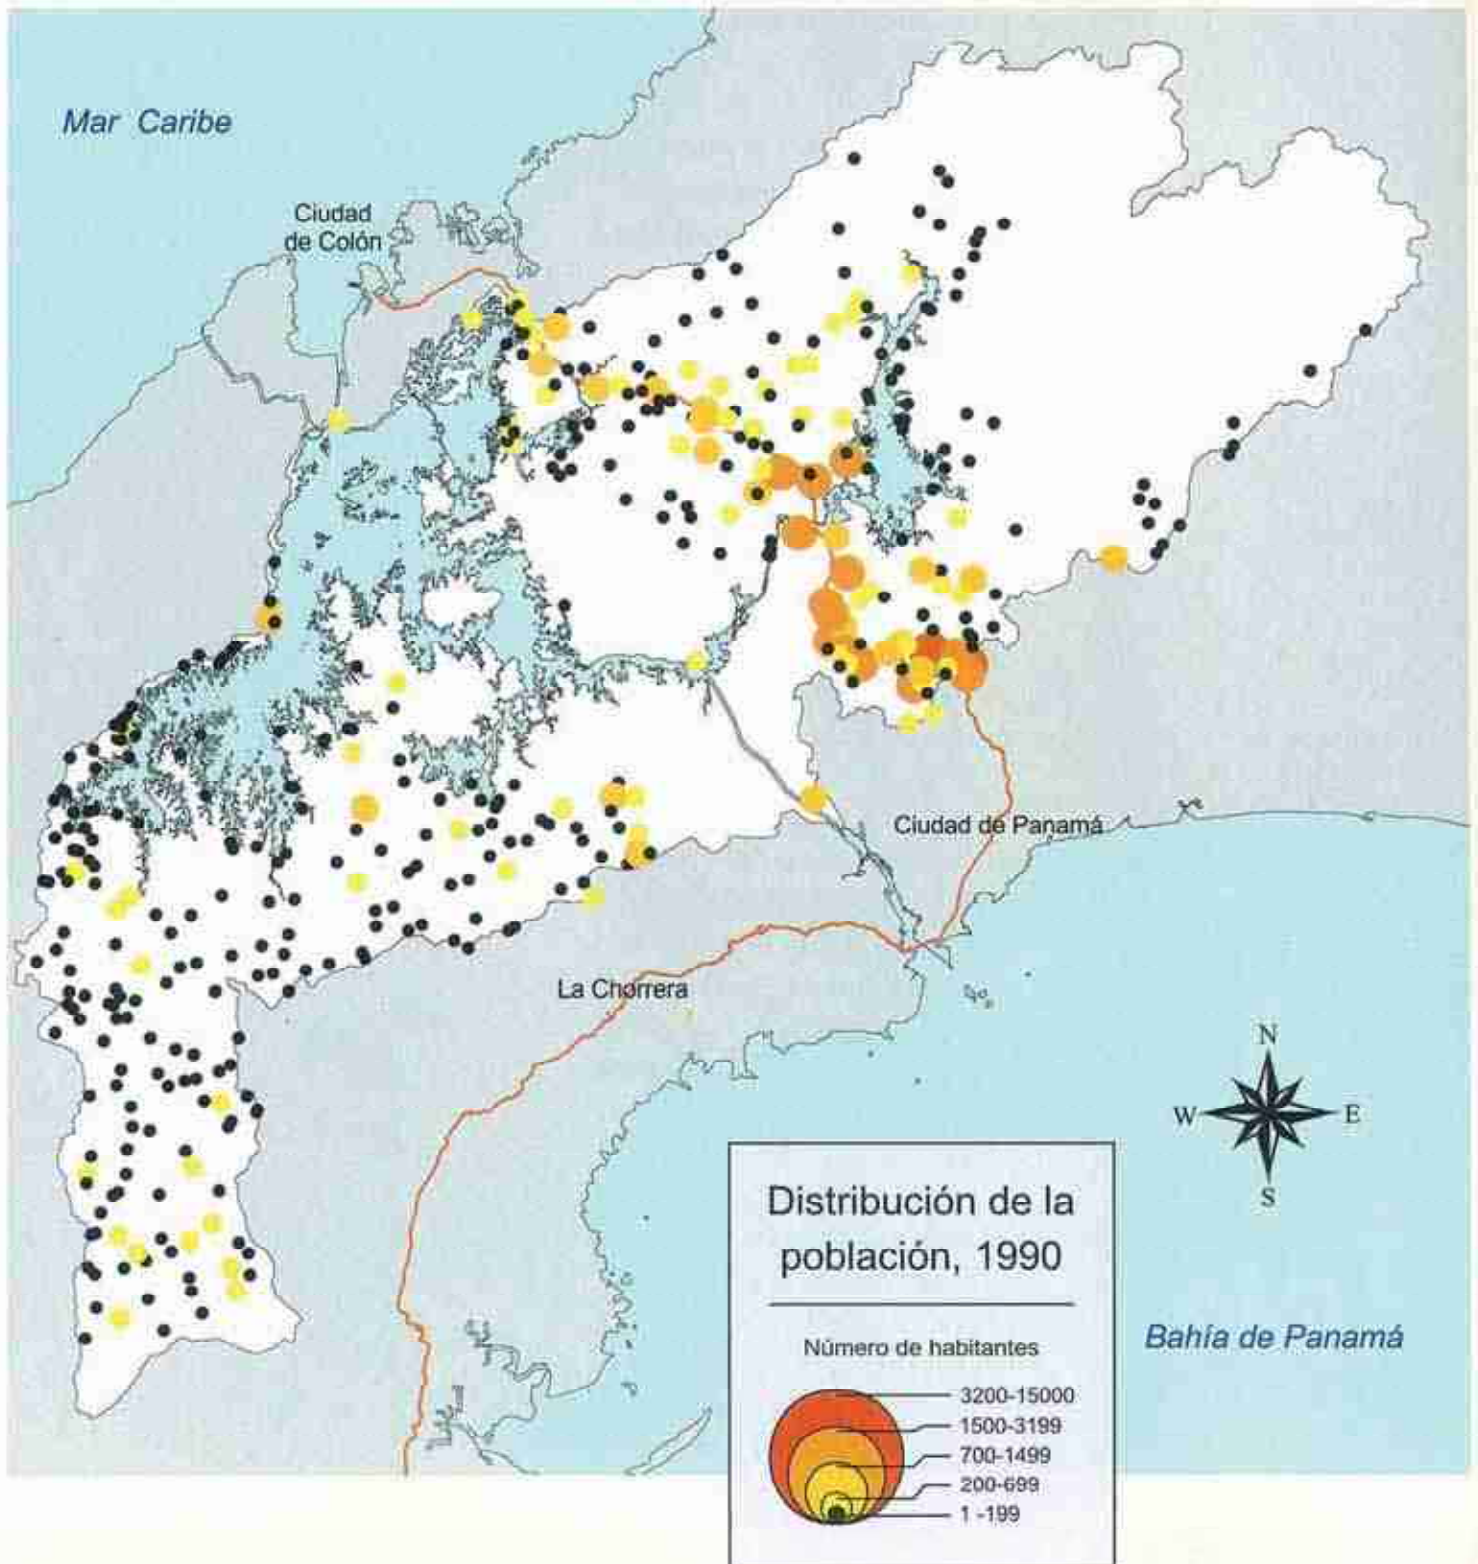 Mar Caribe
Ciudad
de Colón
Ciudad de Panamá
La Chorrera
N
W
E
S
Distribución de la
población, 1990
Bahía de Panamá
Número de habitantes
3200-15000
1500-3199
700-1499
200-699
1 -199